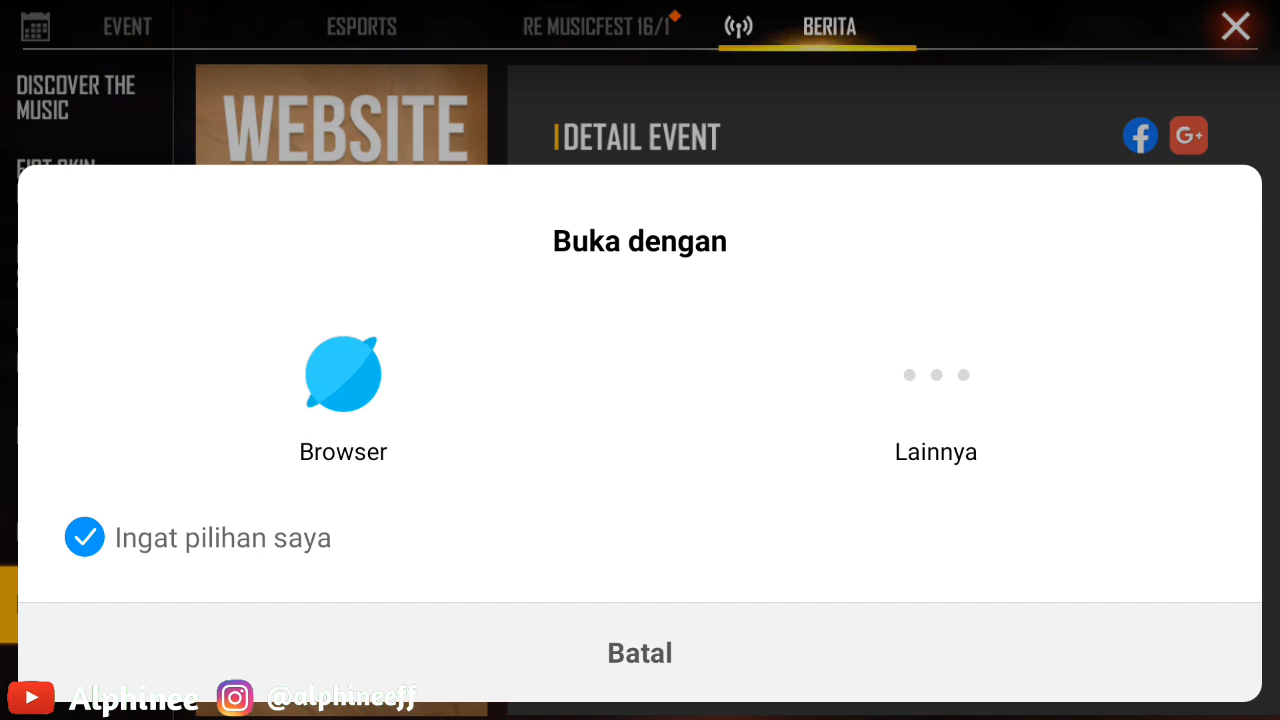 EVENT
ESPORTS
RE MUSICFEST 16/1
BERITA
DISCOVER THE
MUSIC
WEBSITE
DETAIL EVENT
G+
Buka dengan
Browser
Lainnya
Ingat pilihan saya
Batal
Alphinee
@alphineeff